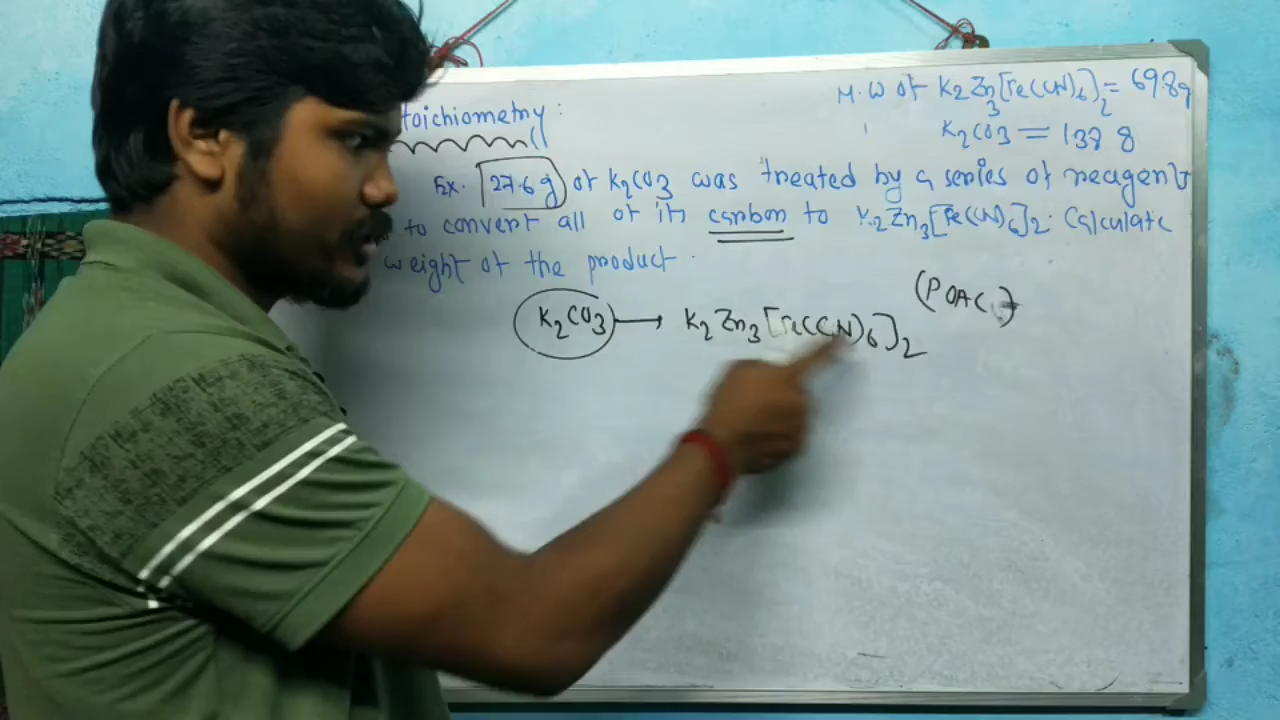 M.W of K2Zn3[Fe(CN)6]2 = 698g
K2CO3 = 138 g
toichiometry :
Ex. 27.6 g of K2CO3 was treated by a series of reagent
to convert all of its carbon to K2Zn3[Fe(CN)6]2. Calculate
weight of the product.
(POAC)
K2CO3 → K2Zn3[Fe(CN)6]2